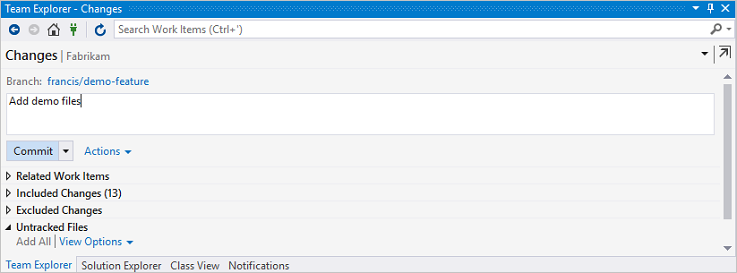 Team Explorer - Changes
Search Work Items (Ctrl+')
Changes | Fabrikam
Branch: francis/demo-feature
Add demo files
Commit Actions
Related Work Items
Included Changes (13)
Excluded Changes
Untracked Files
Add All | View Options
Team Explorer Solution Explorer Class View Notifications